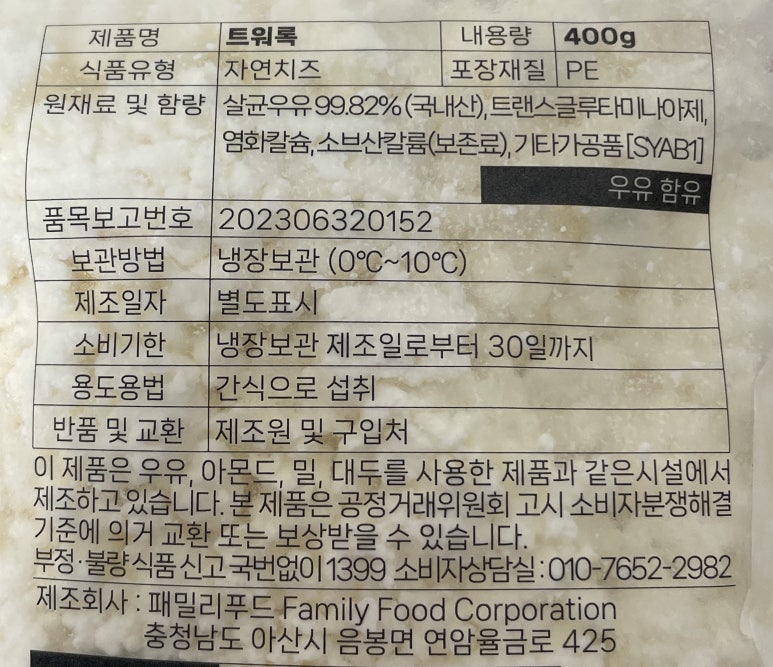 제품명 트워록 내용량 400g
식품유형 자연치즈 포장재질 PE
원재료 및 함량 살균우유 99.82% (국내산), 트랜스글루타미나아제,
염화칼슘, 소브산칼륨(보존료), 기타가공품 [SYAB1]
우유 함유
품목보고번호 202306320152
보관방법 냉장보관 (0℃~10℃)
제조일자 별도표시
소비기한 냉장보관 제조일로부터 30일까지
용도용법 간식으로 섭취
반품 및 교환 제조원 및 구입처
이 제품은 우유, 아몬드, 밀, 대두를 사용한 제품과 같은시설에서
제조하고 있습니다. 본 제품은 공정거래위원회 고시 소비자분쟁해결
기준에 의거 교환 또는 보상받을 수 있습니다.
부정·불량식품 신고 국번없이 1399 소비자상담실 : 010-7652-2982
제조회사 : 패밀리푸드 Family Food Corporation
충청남도 아산시 음봉면 연암율금로 425